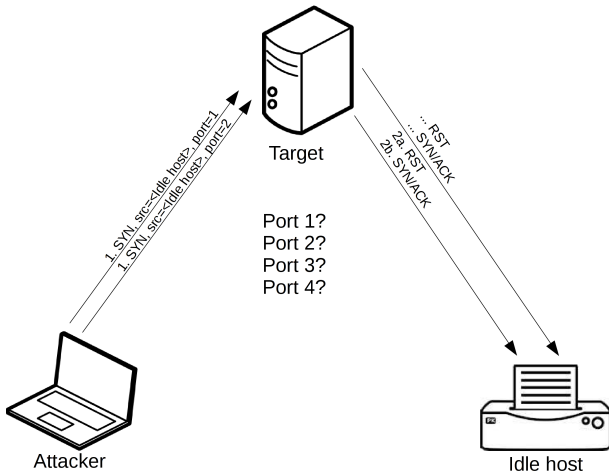 Target
1. SYN, src=<Idle host>, port=1
1. SYN, src=<Idle host>, port=2
... RST
... SYN/ACK
2a. RST
2b. SYN/ACK
Port 1?
Port 2?
Port 3?
Port 4?
Attacker
Idle host